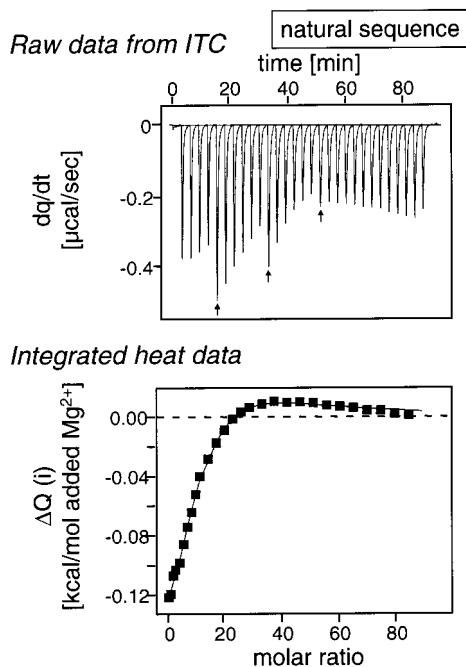 natural sequence
Raw data from ITC
time [min]
0 20 40 60 80
0
-0.2
-0.4
dq/dt
[μcal/sec]
Integrated heat data
0.00
-0.04
-0.08
-0.12
ΔQ (i)
[kcal/mol added Mg²⁺]
0 20 40 60 80
molar ratio